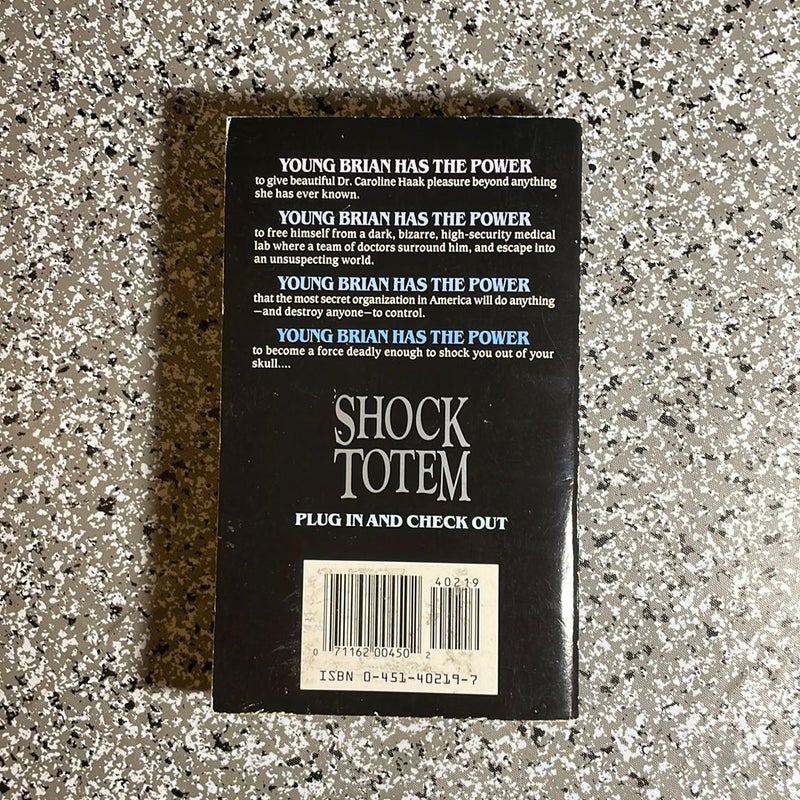 YOUNG BRIAN HAS THE POWER
to give beautiful Dr. Caroline Haak pleasure beyond anything
she has ever known.
YOUNG BRIAN HAS THE POWER
to free himself from a dark, bizarre, high-security medical
lab where a team of doctors surround him, and escape into
an unsuspecting world.
YOUNG BRIAN HAS THE POWER
that the most secret organization in America will do anything
—and destroy anyone—to control.
YOUNG BRIAN HAS THE POWER
to become a force deadly enough to shock you out of your
skull....
SHOCK
TOTEM
PLUG IN AND CHECK OUT
40219
0 71162 00450 2
ISBN 0-451-40219-7